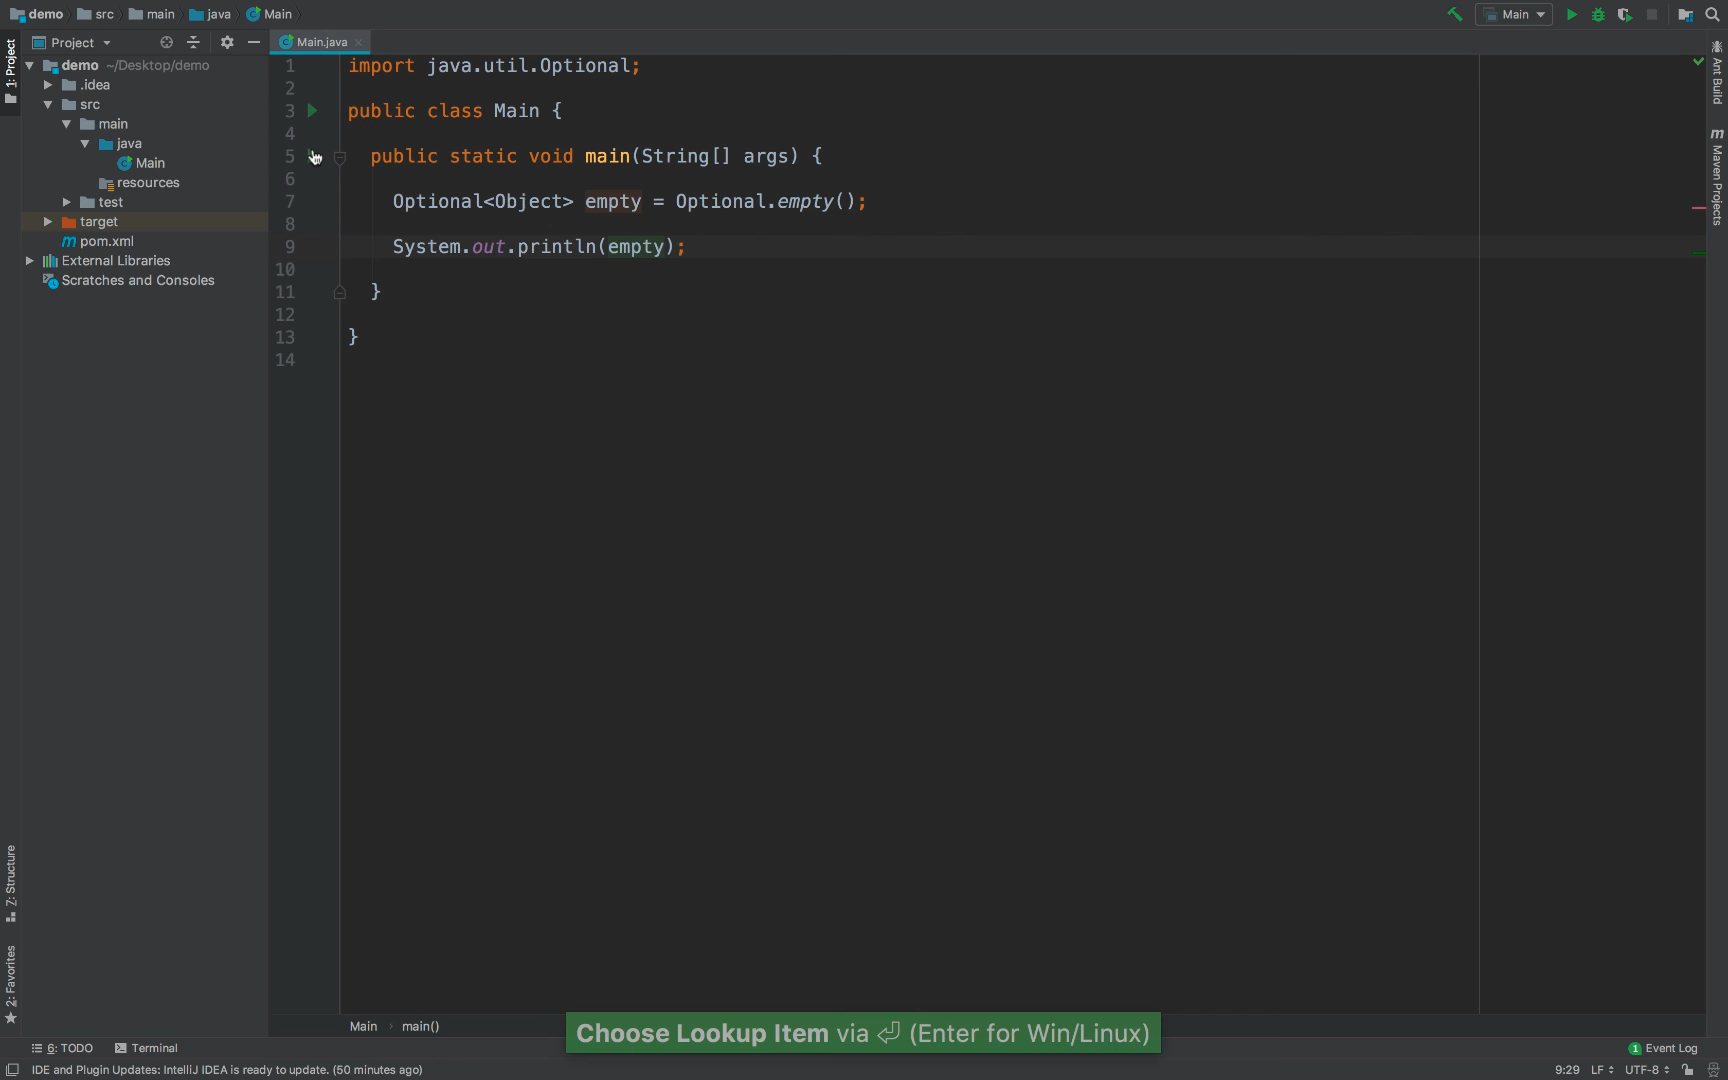 demo src main java Main
Main
Project
Main.java
1: Project
demo ~/Desktop/demo
.idea
src
main
java
Main
resources
test
target
pom.xml
External Libraries
Scratches and Consoles
1 import java.util.Optional;
2
3 public class Main {
4
5 public static void main(String[] args) {
6
7 Optional<Object> empty = Optional.empty();
8
9 System.out.println(empty);
10
11 }
12
13 }
14
Ant Build
Maven Projects
Z: Structure
2: Favorites
Main main()
Choose Lookup Item via ⏎ (Enter for Win/Linux)
6: TODO Terminal
1 Event Log
IDE and Plugin Updates: IntelliJ IDEA is ready to update. (50 minutes ago)
9:29 LF UTF-8